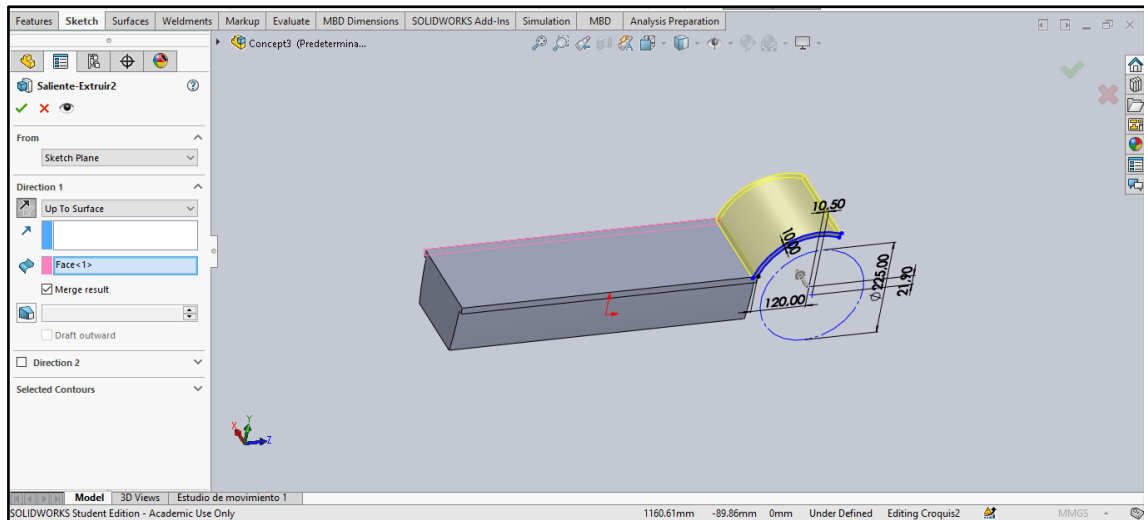 Features Sketch Surfaces Weldments Markup Evaluate MBD Dimensions SOLIDWORKS Add-Ins Simulation MBD Analysis Preparation
Concept3 (Predetermina...
Saliente-Extruir2
From
Sketch Plane
Direction 1
Up To Surface
Face<1>
Merge result
Draft outward
Direction 2
Selected Contours
10,50
120,00
Ø 225,00
21,90
Y
X
Z
Model 3D Views Estudio de movimiento 1
SOLIDWORKS Student Edition - Academic Use Only 1160.61mm -89.86mm 0mm Under Defined Editing Croquis2 MMGS